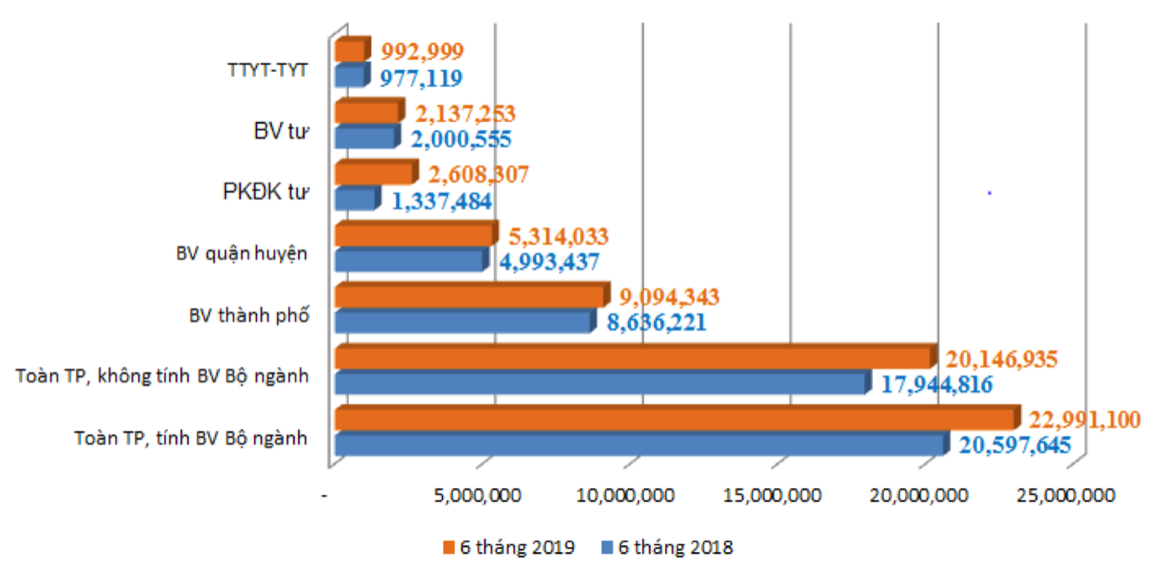 992,999
TTYT-TYT
977,119
2,137,253
BV tư
2,000,555
2,608,307
PKĐK tư
1,337,484
5,314,033
BV quận huyện
4,993,437
9,094,343
BV thành phố
8,636,221
20,146,935
Toàn TP, không tính BV Bộ ngành
17,944,816
22,991,100
Toàn TP, tính BV Bộ ngành
20,597,645
- 5,000,000 10,000,000 15,000,000 20,000,000 25,000,000
6 tháng 2019 6 tháng 2018